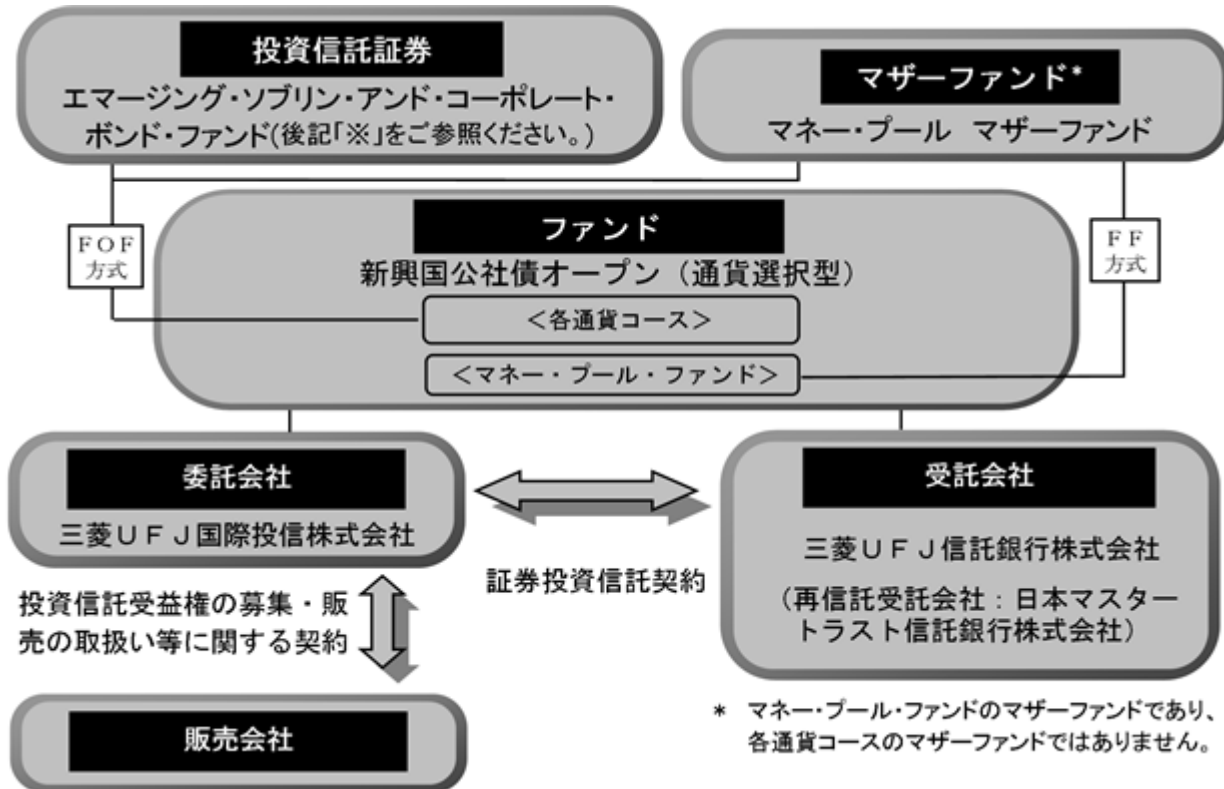 投資信託証券
エマージング・ソブリン・アンド・コーポレート・
ボンド・ファンド(後記「※」をご参照ください。)
マザーファンド*
マネー・プール　マザーファンド
ＦＯＦ
方式
ＦＦ
方式
ファンド
新興国公社債オープン（通貨選択型）
＜各通貨コース＞
＜マネー・プール・ファンド＞
委託会社
三菱ＵＦＪ国際投信株式会社
証券投資信託契約
受託会社
三菱ＵＦＪ信託銀行株式会社
（再信託受託会社：日本マスター
トラスト信託銀行株式会社）
投資信託受益権の募集・販
売の取扱い等に関する契約
販売会社
*　マネー・プール・ファンドのマザーファンドであり、
各通貨コースのマザーファンドではありません。